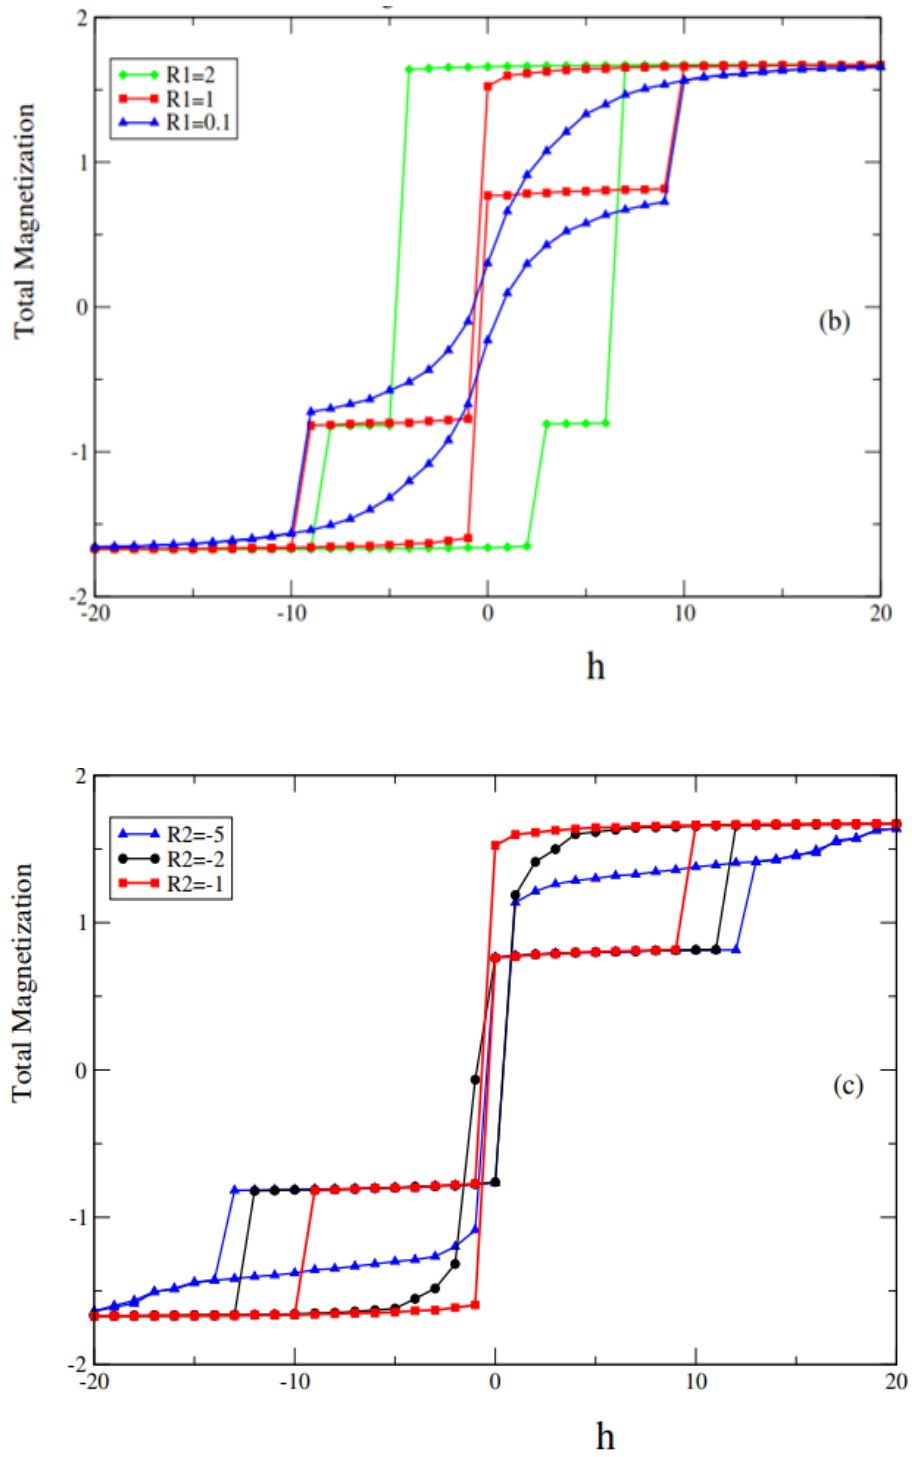 2
1
0
-1
-2
Total Magnetization
R1=2
R1=1
R1=0.1
(b)
-20 -10 0 10 20
h
2
1
0
-1
-2
Total Magnetization
R2=-5
R2=-2
R2=-1
(c)
-20 -10 0 10 20
h